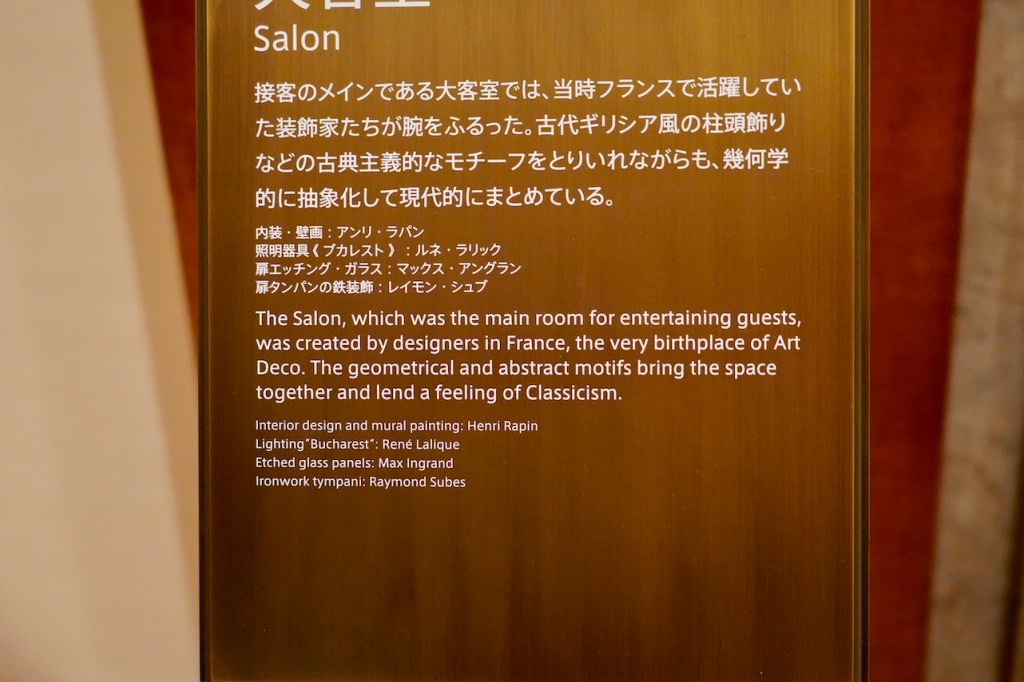 大客室
Salon
接客のメインである大客室では、当時フランスで活躍してい
た装飾家たちが腕をふるった。古代ギリシア風の柱頭飾り
などの古典主義的なモチーフをとりいれながらも、幾何学
的に抽象化して現代的にまとめている。
内装・壁画：アンリ・ラパン
照明器具《ブカレスト》：ルネ・ラリック
扉エッチング・ガラス：マックス・アングラン
扉タンパンの鉄装飾：レイモン・シュブ
The Salon, which was the main room for entertaining guests,
was created by designers in France, the very birthplace of Art
Deco. The geometrical and abstract motifs bring the space
together and lend a feeling of Classicism.
Interior design and mural painting: Henri Rapin
Lighting"Bucharest": René Lalique
Etched glass panels: Max Ingrand
Ironwork tympani: Raymond Subes